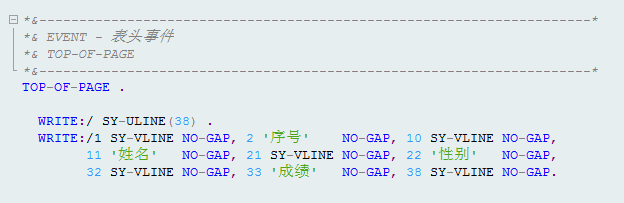 *&---------------------------------------------------------------------*
*& EVENT - 表头事件
*& TOP-OF-PAGE
*&---------------------------------------------------------------------*
TOP-OF-PAGE .
WRITE:/ SY-ULINE(38) .
WRITE:/1 SY-VLINE NO-GAP, 2 '序号' NO-GAP, 10 SY-VLINE NO-GAP,
11 '姓名' NO-GAP, 21 SY-VLINE NO-GAP, 22 '性别' NO-GAP,
32 SY-VLINE NO-GAP, 33 '成绩' NO-GAP, 38 SY-VLINE NO-GAP.